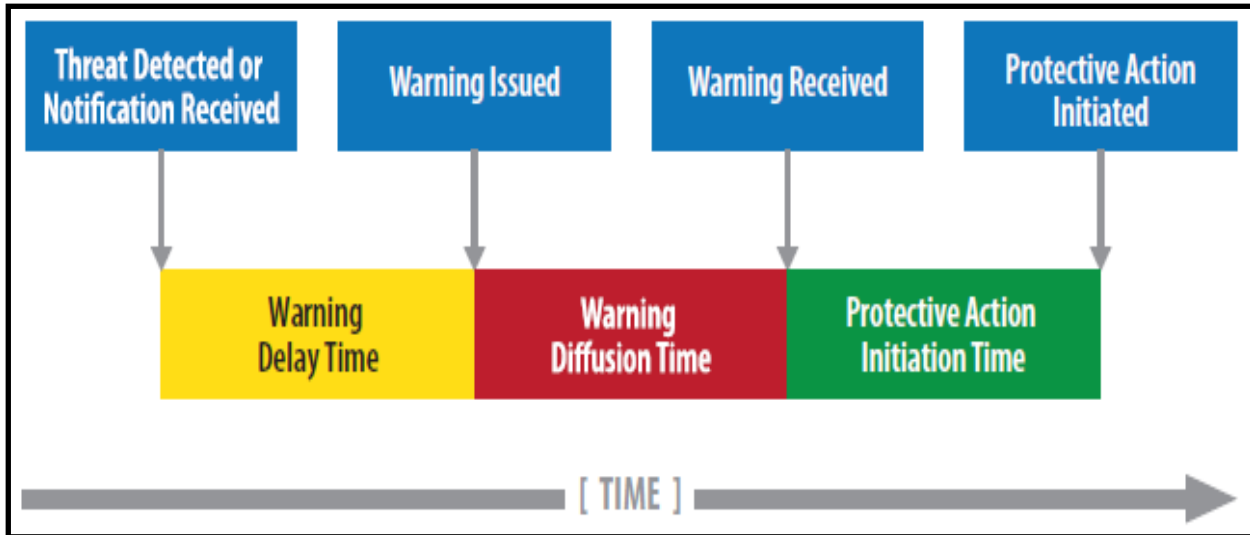 Threat Detected or
Notification Received
Warning Issued
Warning Received
Protective Action
Initiated
Warning
Delay Time
Warning
Diffusion Time
Protective Action
Initiation Time
[ TIME ]